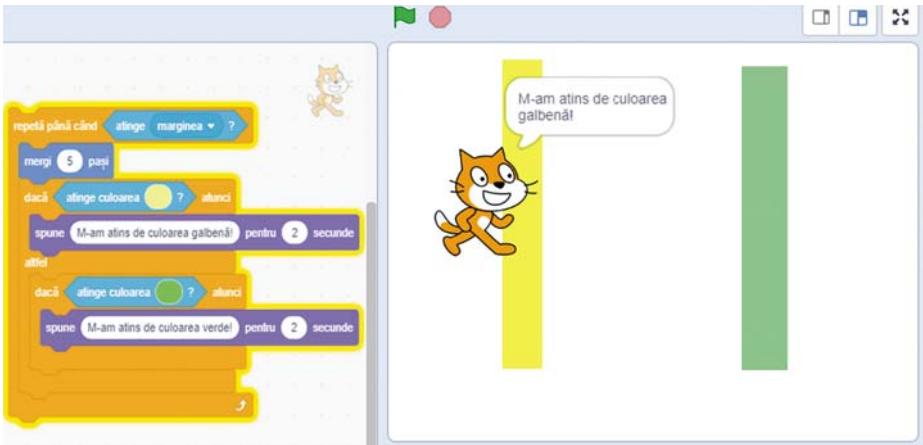 repetă până când atinge marginea ?
mergi 5 pași
dacă atinge culoarea ? atunci
spune M-am atins de culoarea galbenă! pentru 2 secunde
altfel
dacă atinge culoarea ? atunci
spune M-am atins de culoarea verde! pentru 2 secunde
M-am atins de culoarea
galbenă!